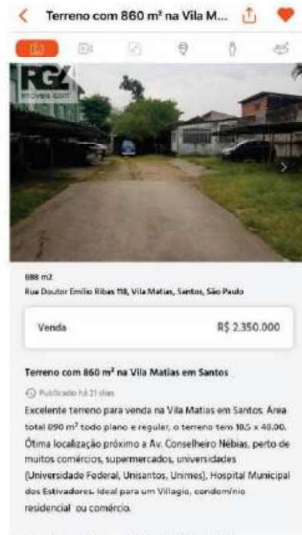 Terreno com 860 m² na Vila M...
RGZ
imoveis.com
888 m2
Rua Doutor Emílio Ribas 118, Vila Matias, Santos, São Paulo
Venda R$ 2.350.000
Terreno com 860 m² na Vila Matias em Santos
Publicado há 21 dias
Excelente terreno para venda na Vila Matias em Santos. Área
total 890 m² todo plano e regular, o terreno tem 18.5 x 48.00.
Ótima localização próximo a Av. Conselheiro Nébias, perto de
muitos comércios, supermercados, universidades
(Universidade Federal, Unisantos, Unimes), Hospital Municipal
dos Estivadores. Ideal para um Villagio, condomínio
residencial ou comércio.